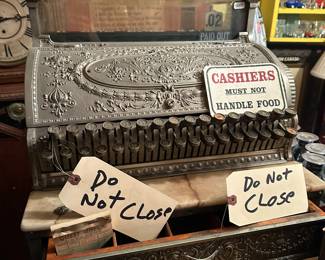 .02
PAID OUT
CASHIERS
MUST NOT
HANDLE FOOD
Do
Not Close
Do Not
Close